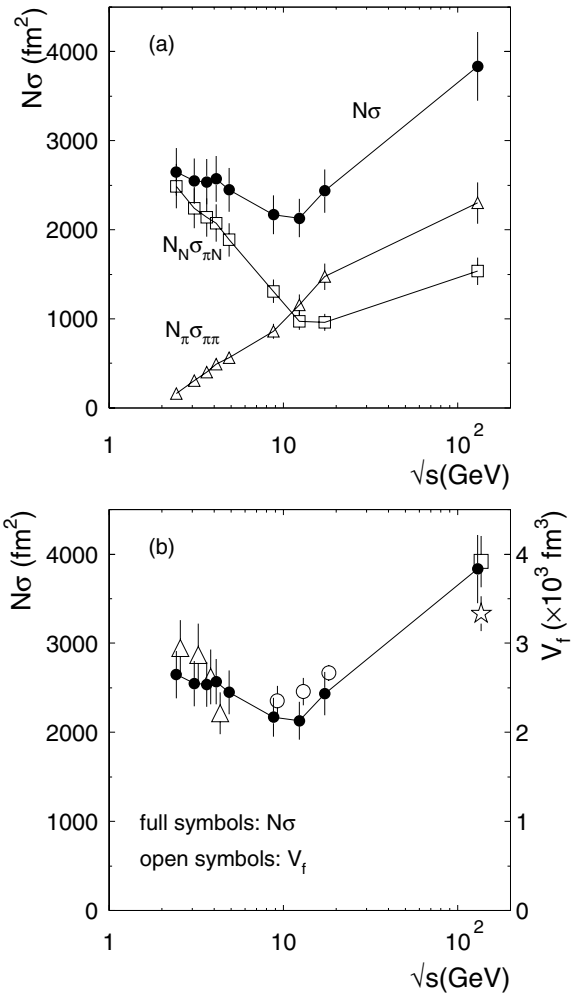 (a)
Nσ (fm²)
4000
3000
2000
1000
0
Nσ
N_Nσ_πN
N_πσ_ππ
1
10
10²
√s(GeV)
(b)
Nσ (fm²)
4000
3000
2000
1000
0
V_f (×10³ fm³)
4
3
2
1
0
full symbols: Nσ
open symbols: V_f
1
10
10²
√s(GeV)